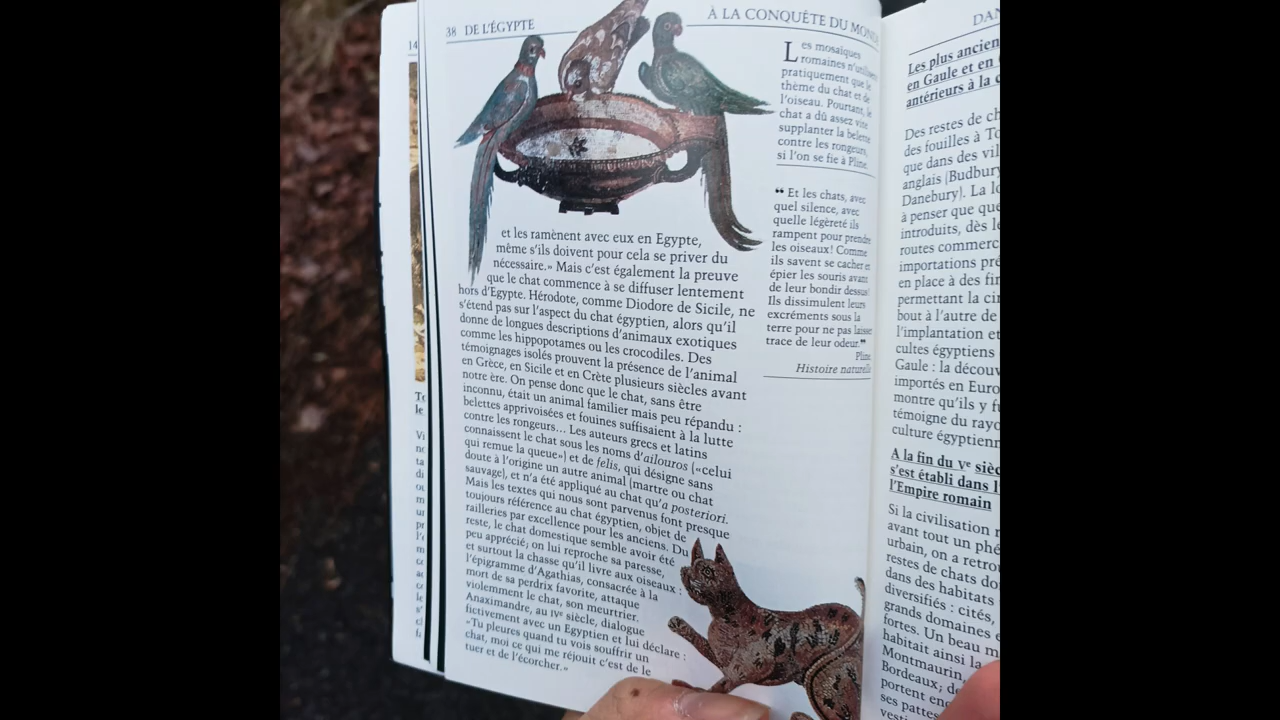 38 DE L'ÉGYPTE
À LA CONQUÊTE DU MON
Les mosaïques
romaines n'utilisent
pratiquement que le
thème du chat et de
l'oiseau. Pourtant, le
chat a dû assez vite
supplanter la belette
contre les rongeurs,
si l'on se fie à Pline.
“ Et les chats, avec
quel silence, avec
quelle légèreté ils
rampent pour prendre
les oiseaux! Comme
ils savent se cacher et
épier les souris avant
de leur bondir dessus!
Ils dissimulent leurs
excréments sous la
terre pour ne pas laisser
trace de leur odeur.”
Pline,
Histoire naturelle
et les ramènent avec eux en Egypte,
même s'ils doivent pour cela se priver du
nécessaire.» Mais c'est également la preuve
que le chat commence à se diffuser lentement
hors d'Egypte. Hérodote, comme Diodore de Sicile, ne
s'étend pas sur l'aspect du chat égyptien, alors qu'il
donne de longues descriptions d'animaux exotiques
comme les hippopotames ou les crocodiles. Des
témoignages isolés prouvent la présence de l'animal
en Grèce, en Sicile et en Crète plusieurs siècles avant
notre ère. On pense donc que le chat, sans être
inconnu, était un animal familier mais peu répandu :
belettes apprivoisées et fouines suffisaient à la lutte
contre les rongeurs... Les auteurs grecs et latins
connaissent le chat sous les noms d'ailouros («celui
qui remue la queue») et de felis, qui désigne sans
doute à l'origine un autre animal (martre ou chat
sauvage), et n'a été appliqué au chat qu'a posteriori.
Mais les textes qui nous sont parvenus font presque
toujours référence au chat égyptien, objet de
railleries par excellence pour les anciens. Du
reste, le chat domestique semble avoir été
peu apprécié; on lui reproche sa paresse,
et surtout la chasse qu'il livre aux oiseaux :
l'épigramme d'Agathias, consacrée à la
mort de sa perdrix favorite, attaque
violemment le chat, son meurtrier.
Anaximandre, au IVe siècle, dialogue
fictivement avec un Egyptien et lui déclare :
«Tu pleures quand tu vois souffrir un
chat, moi ce qui me réjouit c'est de le
tuer et de l'écorcher.»
DAN
Les plus ancien
en Gaule et en
antérieurs à la c
Des restes de ch
des fouilles à To
que dans des vil
anglais (Budbury
Danebury). La lo
à penser que que
introduits, dès le
routes commerc
importations pré
en place à des fin
permettant la cir
bout à l'autre de
l'implantation et
cultes égyptiens
Gaule : la découv
importés en Euro
montre qu'ils y fu
témoigne du rayo
culture égyptienn
A la fin du Ve sièc
s'est établi dans l'
l'Empire romain
Si la civilisation r
avant tout un phé
urbain, on a retrou
restes de chats do
dans des habitats
diversifiés : cités,
grands domaines e
fortes. Un beau m
habitait ainsi la
Montmaurin,
Bordeaux; de
portent enc
ses pattes